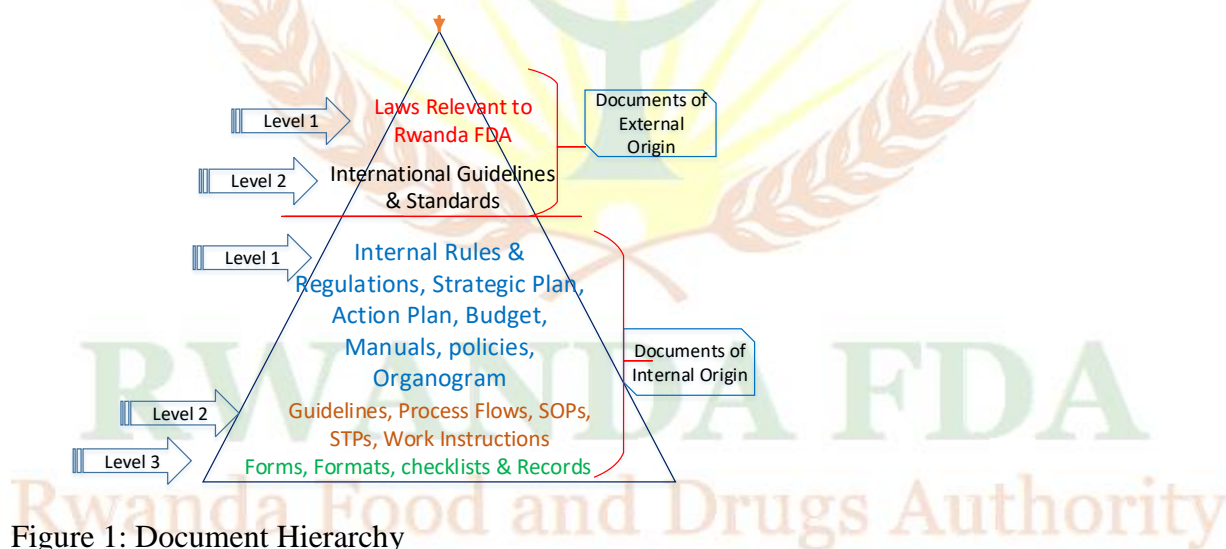 Level 1
Laws Relevant to
Rwanda FDA
Documents of
External
Origin
Level 2
International Guidelines
& Standards
Level 1
Internal Rules &
Regulations, Strategic Plan,
Action Plan, Budget,
Manuals, policies,
Organogram
Documents of
Internal Origin
Level 2
Guidelines, Process Flows, SOPs,
STPs, Work Instructions
Level 3
Forms, Formats, checklists & Records
RWANDA FDA
Rwanda Food and Drugs Authority
Figure 1: Document Hierarchy